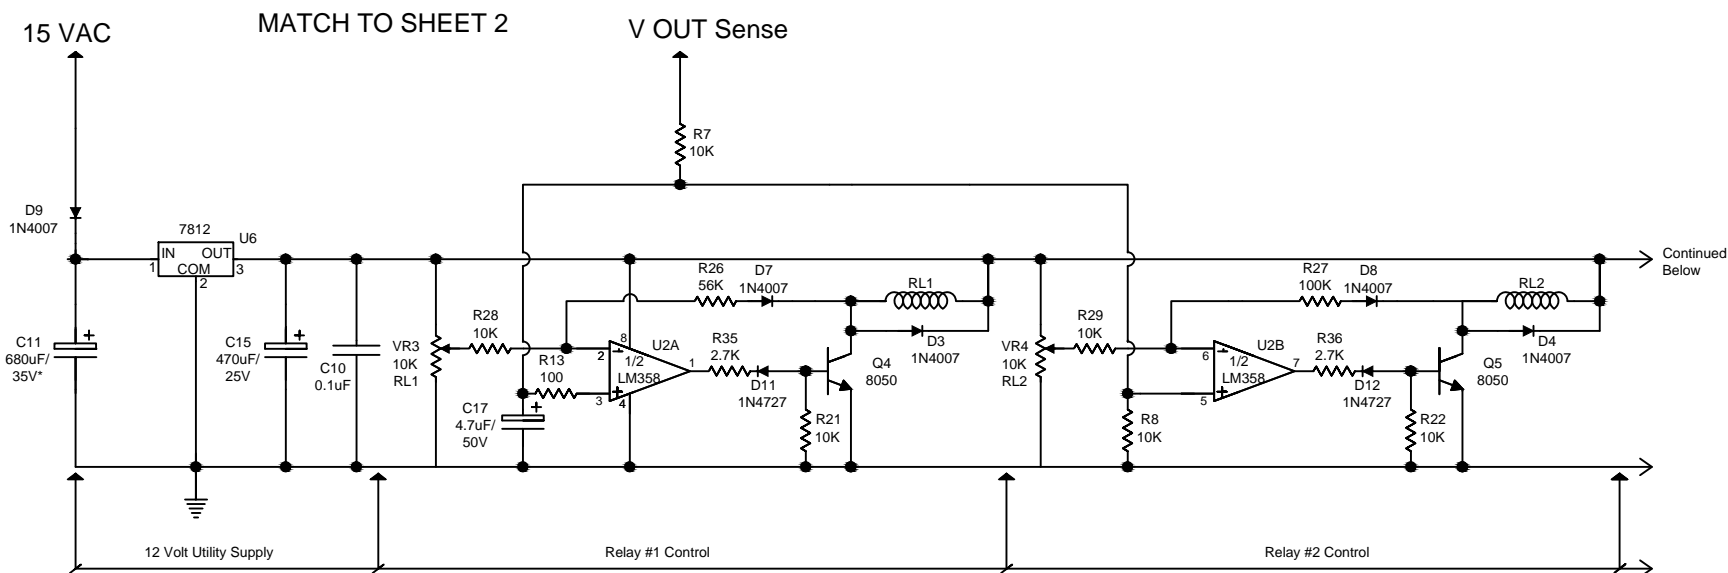 MATCH TO SHEET 2
15 VAC
V OUT Sense
R7
10K
D9
1N4007
7812
U6
IN OUT
COM
1
2
3
Continued
Below
C11
680uF/
35V*
+
C15
470uF/
25V
+
C10
0.1uF
VR3
10K
RL1
R28
10K
R13
100
C17
4.7uF/
50V
+
R26
56K
D7
1N4007
RL1
D3
1N4007
U2A
1/2
LM358
8
2
3
4
1
-
+
R35
2.7K
D11
1N4727
R21
10K
Q4
8050
VR4
10K
RL2
R29
10K
R8
10K
R27
100K
D8
1N4007
RL2
D4
1N4007
U2B
1/2
LM358
6
5
7
-
+
R36
2.7K
D12
1N4727
R22
10K
Q5
8050
12 Volt Utility Supply
Relay #1 Control
Relay #2 Control